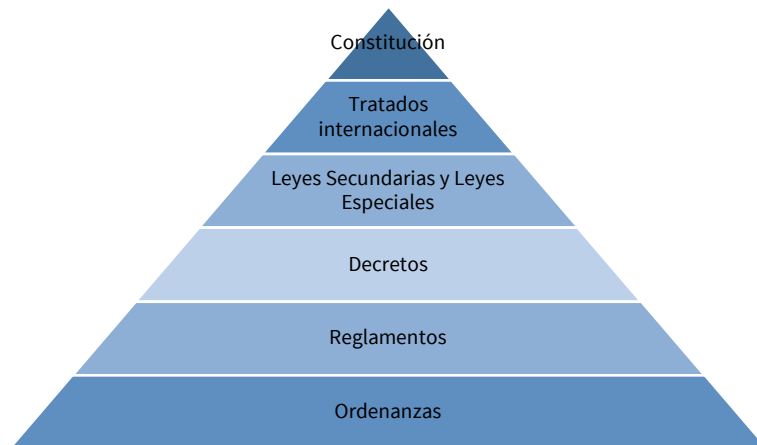 Constitución
Tratados
internacionales
Leyes Secundarias y Leyes
Especiales
Decretos
Reglamentos
Ordenanzas